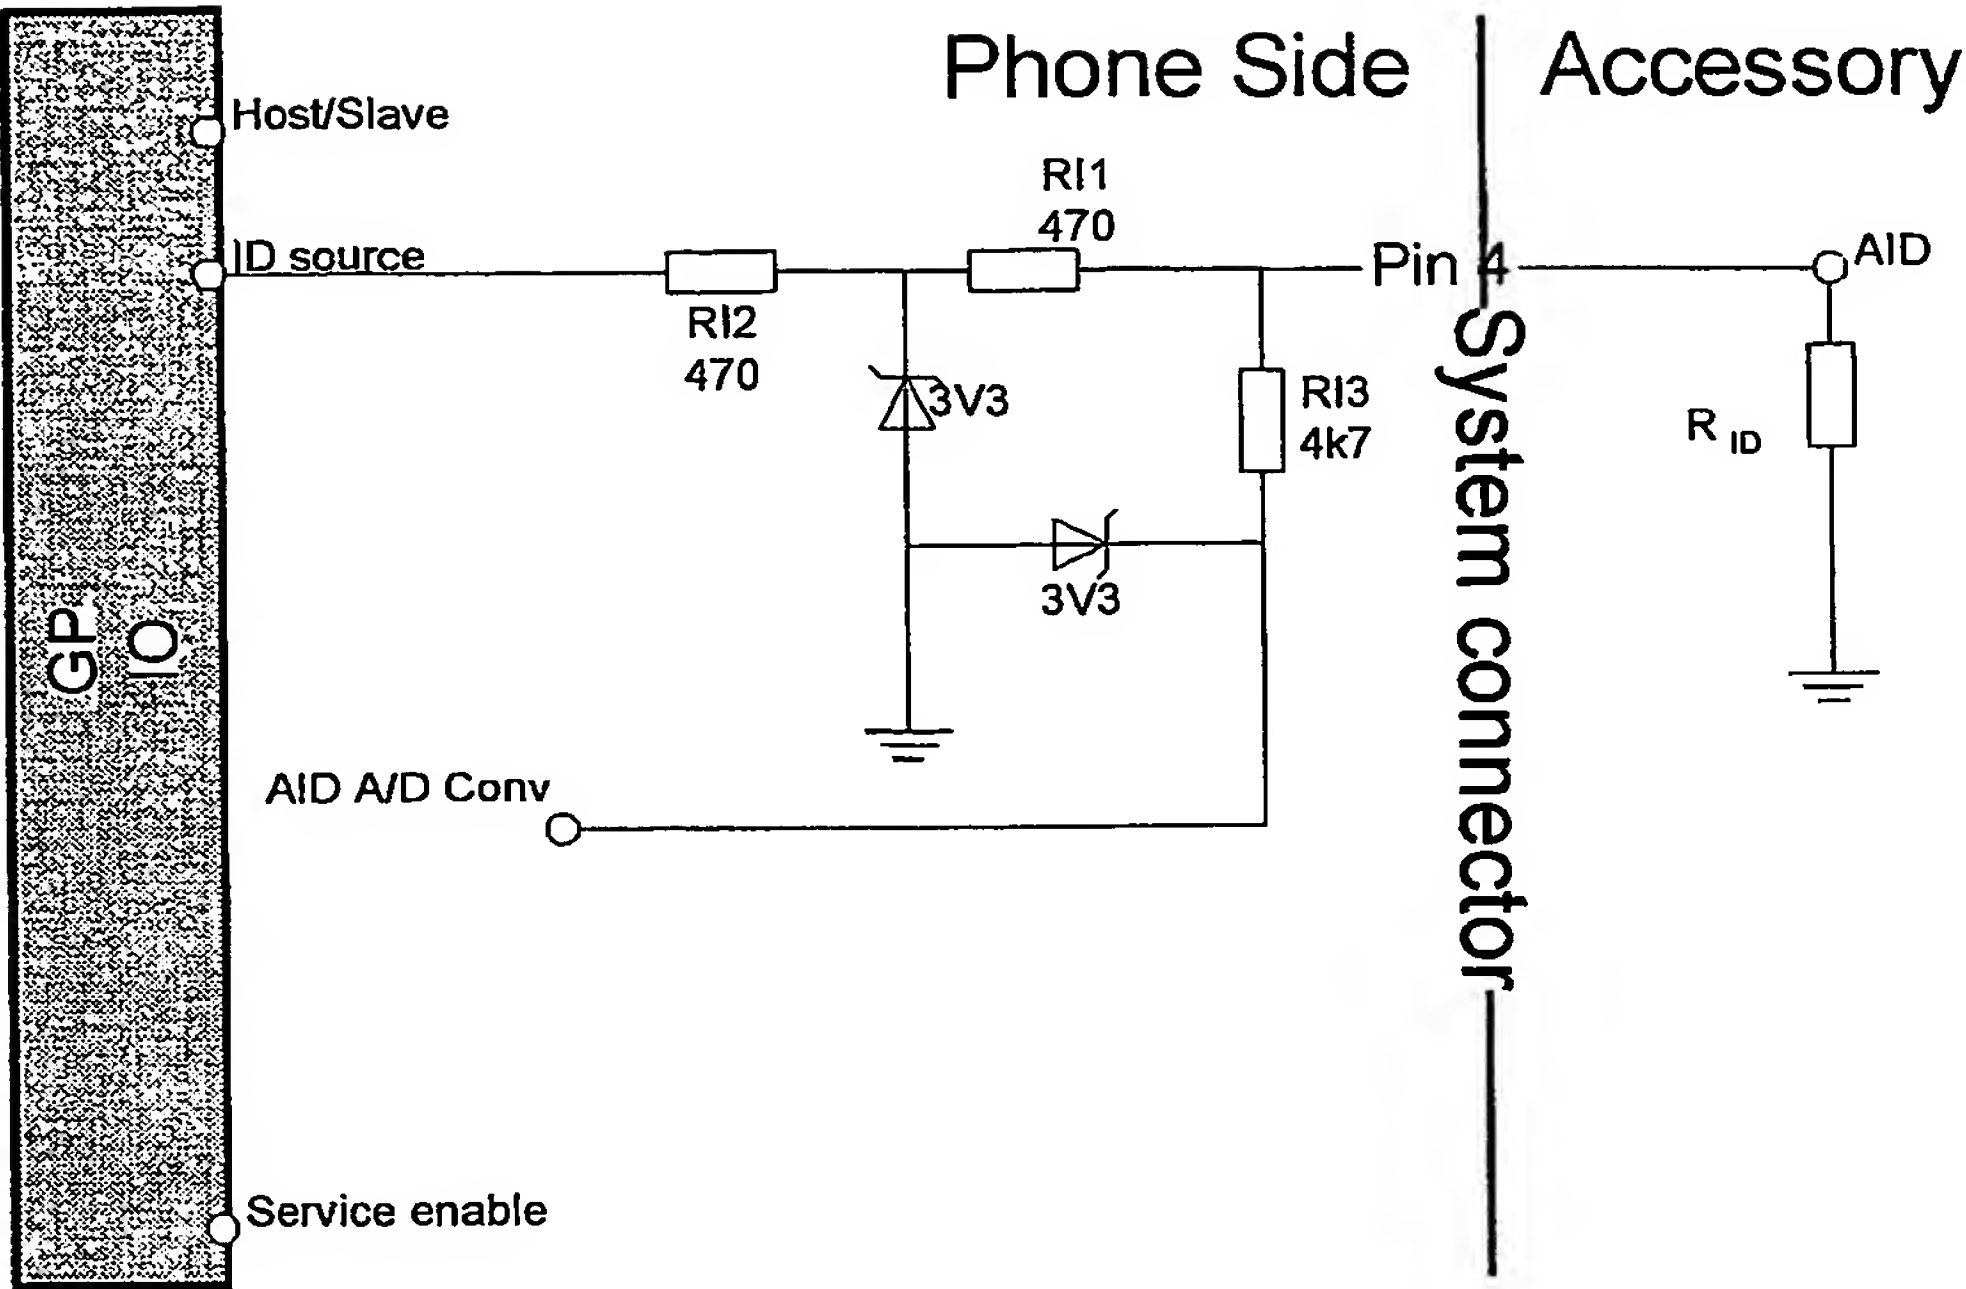 Phone Side
Accessory
Host/Slave
ID source
RI1
470
Pin 4
AID
RI2
470
3V3
RI3
4k7
R ID
System connector
3V3
GP
IO
AID A/D Conv
Service enable